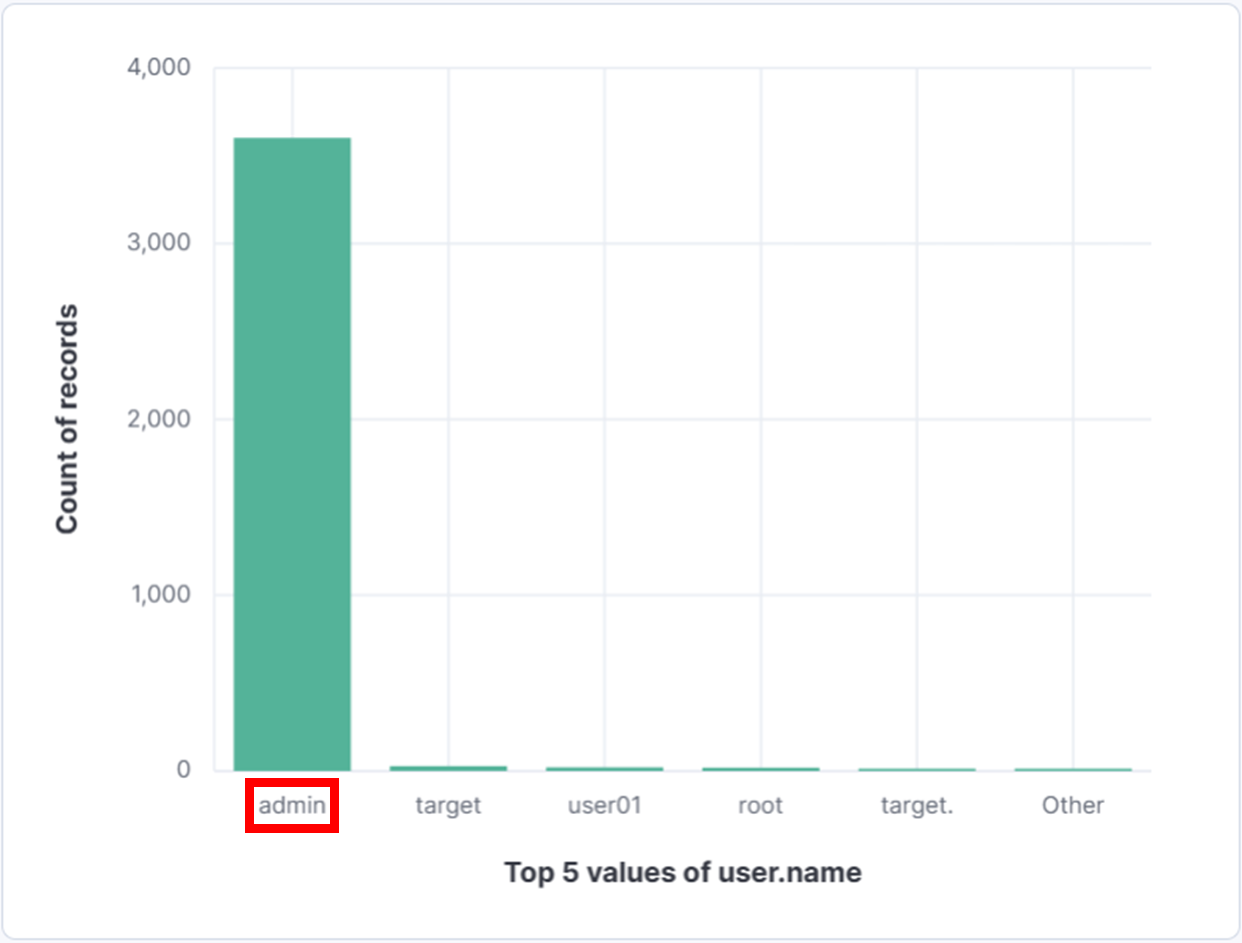 4,000
3,000
2,000
1,000
0
Count of records
admin target user01 root target. Other
Top 5 values of user.name